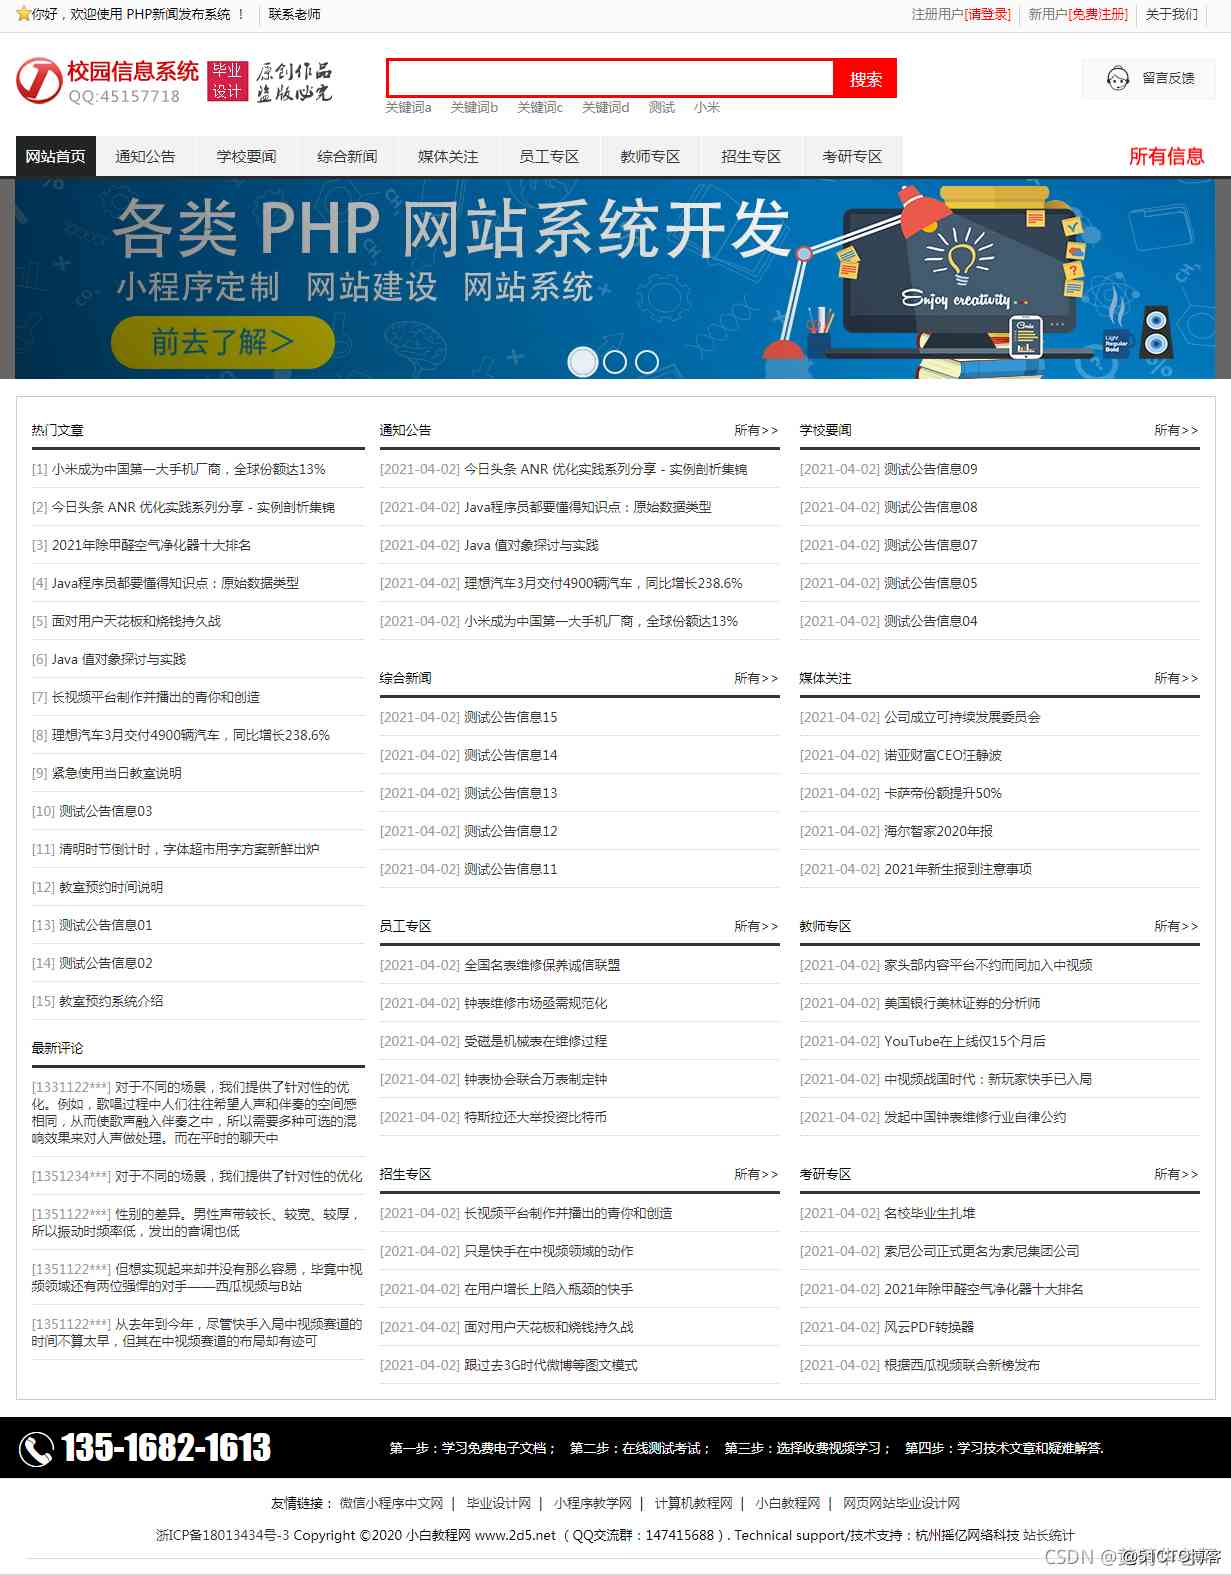 你好，欢迎使用 PHP新闻发布系统 ！ 联系老师
注册用户[请登录] 新用户[免费注册] 关于我们
校园信息系统
QQ:45157718
毕业
设计
原创作品
盗版必究
搜索
关键词a 关键词b 关键词c 关键词d 测试 小米
留言反馈
网站首页 通知公告 学校要闻 综合新闻 媒体关注 员工专区 教师专区 招生专区 考研专区 所有信息
各类 PHP 网站系统开发
小程序定制 网站建设 网站系统
前去了解>
Enjoy creativity...
Code
Light
Regular
Bold
热门文章
[1] 小米成为中国第一大手机厂商，全球份额达13%
[2] 今日头条 ANR 优化实践系列分享 - 实例剖析集锦
[3] 2021年除甲醛空气净化器十大排名
[4] Java程序员都要懂得知识点：原始数据类型
[5] 面对用户天花板和烧钱持久战
[6] Java 值对象探讨与实践
[7] 长视频平台制作并播出的青你和创造
[8] 理想汽车3月交付4900辆汽车，同比增长238.6%
[9] 紧急使用当日教室说明
[10] 测试公告信息03
[11] 清明时节倒计时，字体超市用字方案新鲜出炉
[12] 教室预约时间说明
[13] 测试公告信息01
[14] 测试公告信息02
[15] 教室预约系统介绍
最新评论
[1331122***] 对于不同的场景，我们提供了针对性的优
化。例如，歌唱过程中人们往往希望人声和伴奏的空间感
相同，从而使歌声融入伴奏之中，所以需要多种可选的混
响效果来对人声做处理。而在平时的聊天中
[1351234***] 对于不同的场景，我们提供了针对性的优化
[1351122***] 性别的差异。男性声带较长、较宽、较厚，
所以振动时频率低，发出的音调也低
[1351122***] 但想实现起来却并没有那么容易，毕竟中视
频领域还有两位强悍的对手——西瓜视频与B站
[1351122***] 从去年到今年，尽管快手入局中视频赛道的
时间不算太早，但其在中视频赛道的布局却有迹可
通知公告 所有>>
[2021-04-02] 今日头条 ANR 优化实践系列分享 - 实例剖析集锦
[2021-04-02] Java程序员都要懂得知识点：原始数据类型
[2021-04-02] Java 值对象探讨与实践
[2021-04-02] 理想汽车3月交付4900辆汽车，同比增长238.6%
[2021-04-02] 小米成为中国第一大手机厂商，全球份额达13%
学校要闻 所有>>
[2021-04-02] 测试公告信息09
[2021-04-02] 测试公告信息08
[2021-04-02] 测试公告信息07
[2021-04-02] 测试公告信息05
[2021-04-02] 测试公告信息04
综合新闻 所有>>
[2021-04-02] 测试公告信息15
[2021-04-02] 测试公告信息14
[2021-04-02] 测试公告信息13
[2021-04-02] 测试公告信息12
[2021-04-02] 测试公告信息11
媒体关注 所有>>
[2021-04-02] 公司成立可持续发展委员会
[2021-04-02] 诺亚财富CEO汪静波
[2021-04-02] 卡萨帝份额提升50%
[2021-04-02] 海尔智家2020年报
[2021-04-02] 2021年新生报到注意事项
员工专区 所有>>
[2021-04-02] 全国名表维修保养诚信联盟
[2021-04-02] 钟表维修市场亟需规范化
[2021-04-02] 受磁是机械表在维修过程
[2021-04-02] 钟表协会联合万表制定钟
[2021-04-02] 特斯拉还大举投资比特币
教师专区 所有>>
[2021-04-02] 家头部内容平台不约而同加入中视频
[2021-04-02] 美国银行美林证券的分析师
[2021-04-02] YouTube在上线仅15个月后
[2021-04-02] 中视频战国时代：新玩家快手已入局
[2021-04-02] 发起中国钟表维修行业自律公约
招生专区 所有>>
[2021-04-02] 长视频平台制作并播出的青你和创造
[2021-04-02] 只是快手在中视频领域的动作
[2021-04-02] 在用户增长上陷入瓶颈的快手
[2021-04-02] 面对用户天花板和烧钱持久战
[2021-04-02] 跟过去3G时代微博等图文模式
考研专区 所有>>
[2021-04-02] 名校毕业生扎堆
[2021-04-02] 索尼公司正式更名为索尼集团公司
[2021-04-02] 2021年除甲醛空气净化器十大排名
[2021-04-02] 风云PDF转换器
[2021-04-02] 根据西瓜视频联合新榜发布
135-1682-1613
第一步：学习免费电子文档； 第二步：在线测试考试； 第三步：选择收费视频学习； 第四步：学习技术文章和疑难解答.
友情链接： 微信小程序中文网 | 毕业设计网 | 小程序教学网 | 计算机教程网 | 小白教程网 | 网页网站毕业设计网
浙ICP备18013434号-3 Copyright ©2020 小白教程网 www.2d5.net （ QQ交流群：147415688 ）. Technical support/技术支持：杭州摇亿网络科技 站长统计
CSDN @51CTO博客